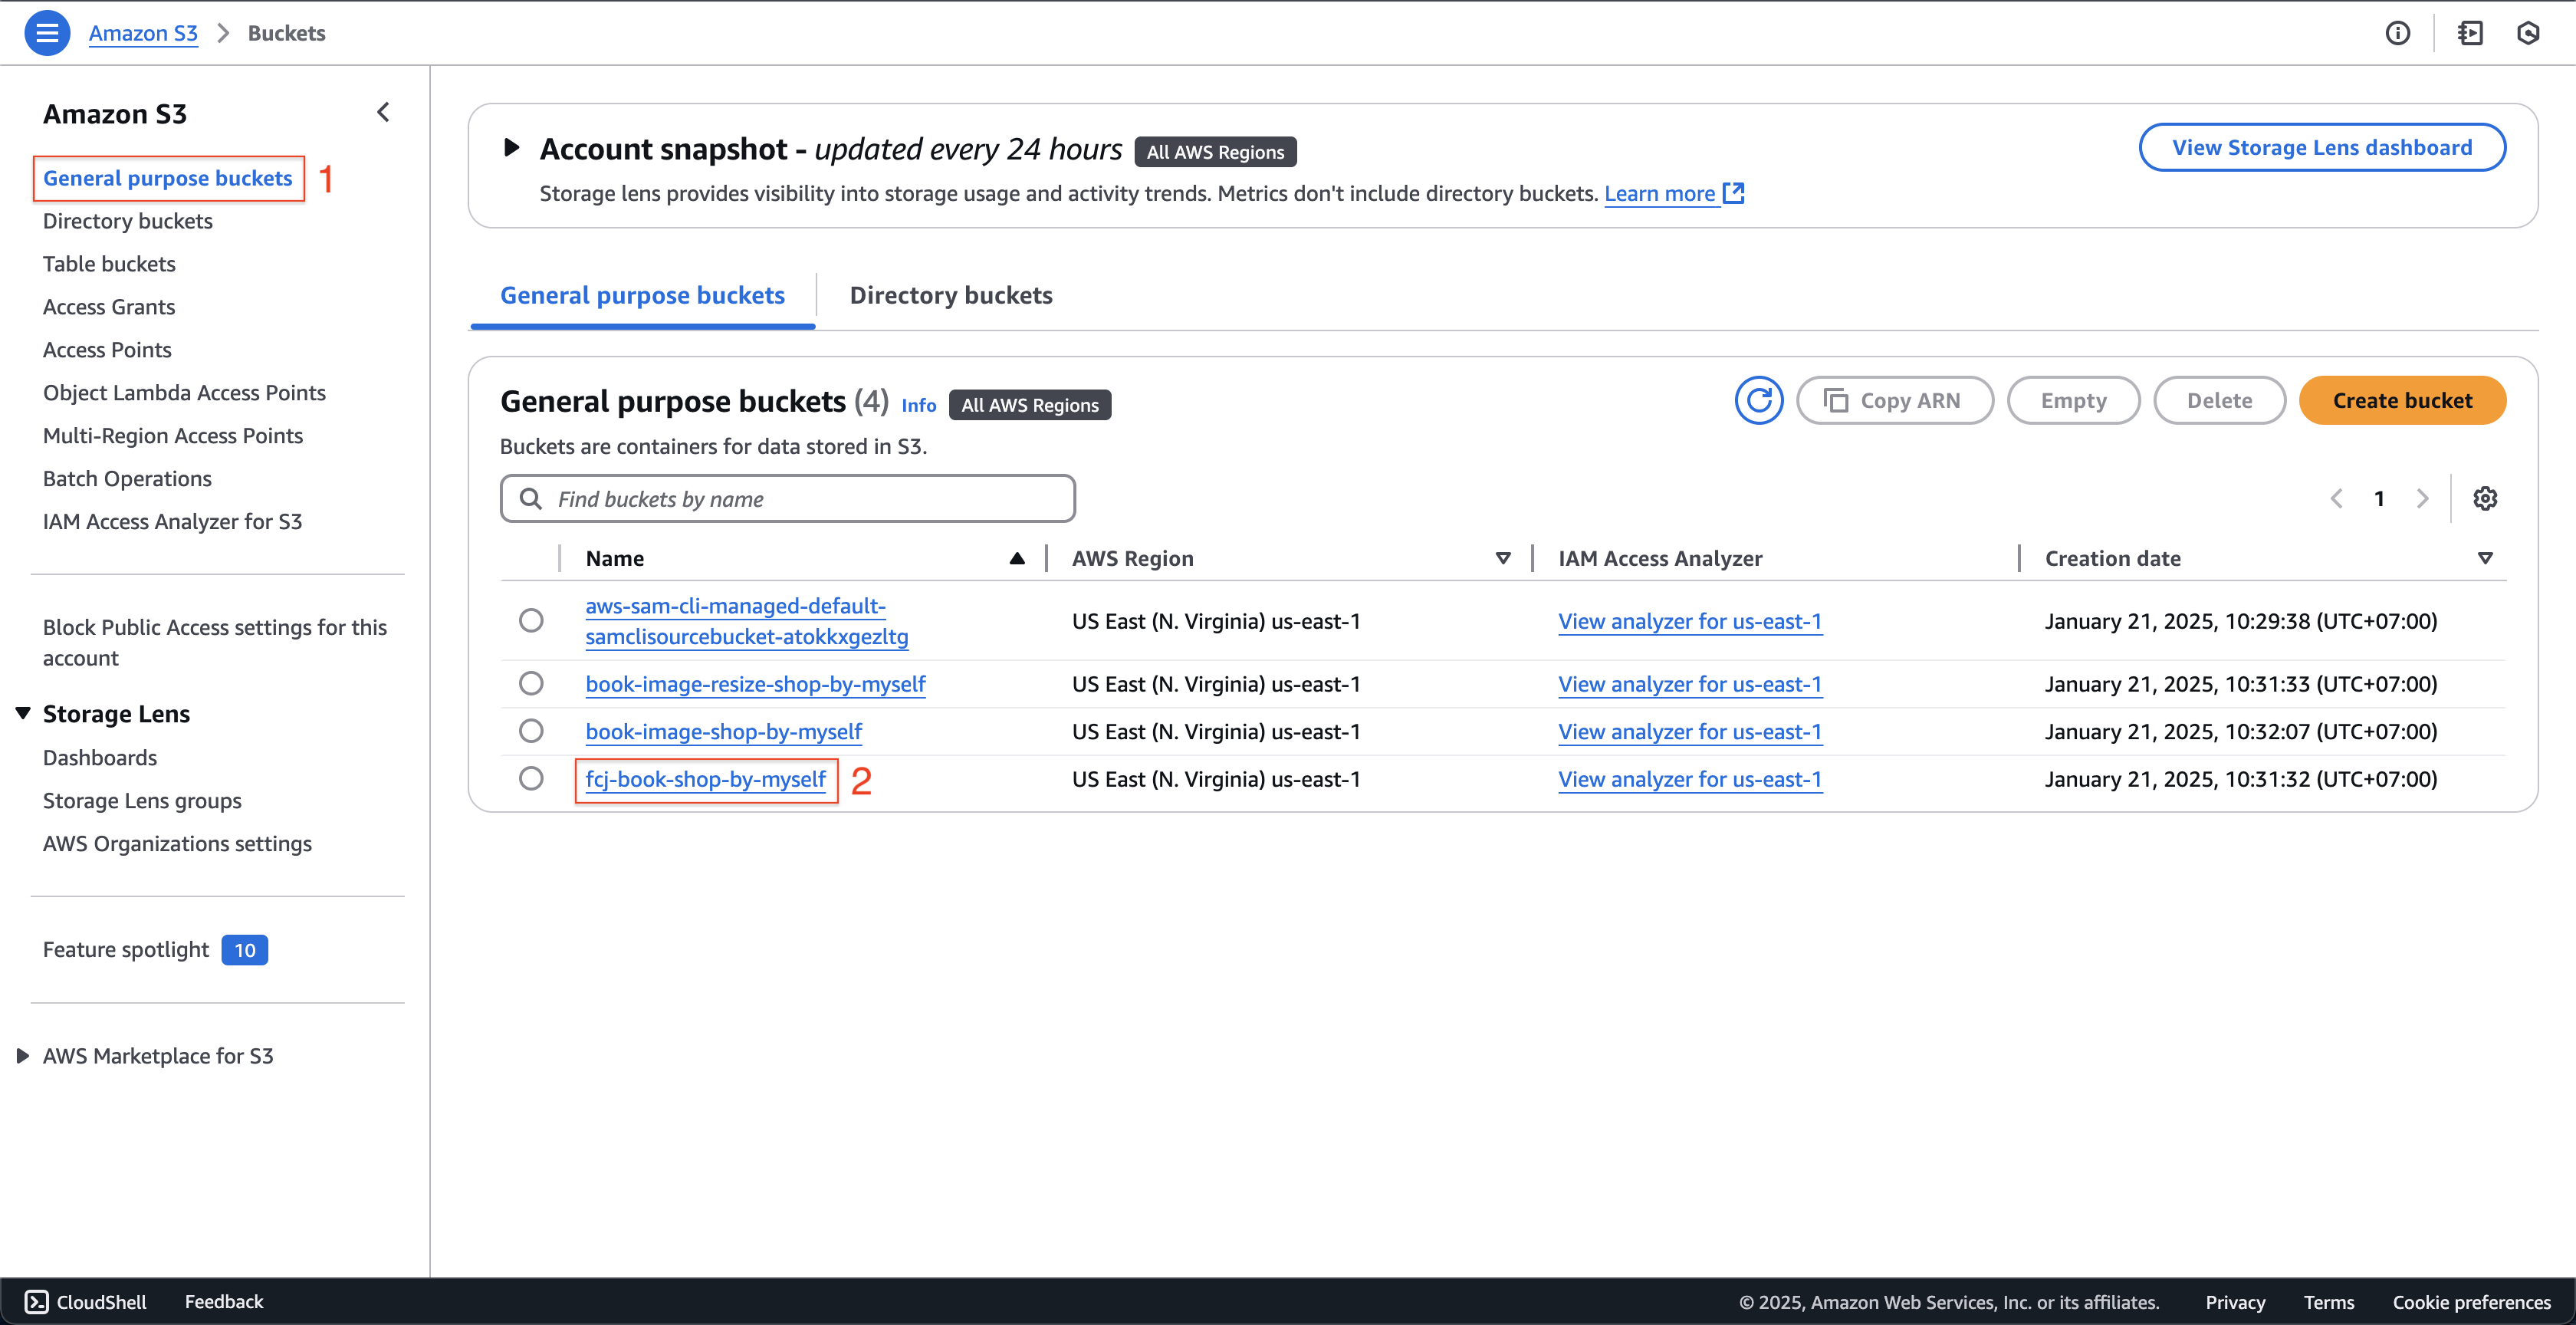 Amazon S3 > Buckets
Amazon S3
General purpose buckets 1
Directory buckets
Table buckets
Access Grants
Access Points
Object Lambda Access Points
Multi-Region Access Points
Batch Operations
IAM Access Analyzer for S3
Block Public Access settings for this
account
Storage Lens
Dashboards
Storage Lens groups
AWS Organizations settings
Feature spotlight 10
AWS Marketplace for S3
Account snapshot - updated every 24 hours All AWS Regions
View Storage Lens dashboard
Storage lens provides visibility into storage usage and activity trends. Metrics don't include directory buckets. Learn more
General purpose buckets Directory buckets
General purpose buckets (4) Info All AWS Regions
Copy ARN Empty Delete Create bucket
Buckets are containers for data stored in S3.
Find buckets by name
1
Name AWS Region IAM Access Analyzer Creation date
aws-sam-cli-managed-default-
samclisourcebucket-atokkxgezltg US East (N. Virginia) us-east-1 View analyzer for us-east-1 January 21, 2025, 10:29:38 (UTC+07:00)
book-image-resize-shop-by-myself US East (N. Virginia) us-east-1 View analyzer for us-east-1 January 21, 2025, 10:31:33 (UTC+07:00)
book-image-shop-by-myself US East (N. Virginia) us-east-1 View analyzer for us-east-1 January 21, 2025, 10:32:07 (UTC+07:00)
fcj-book-shop-by-myself 2 US East (N. Virginia) us-east-1 View analyzer for us-east-1 January 21, 2025, 10:31:32 (UTC+07:00)
CloudShell Feedback © 2025, Amazon Web Services, Inc. or its affiliates. Privacy Terms Cookie preferences